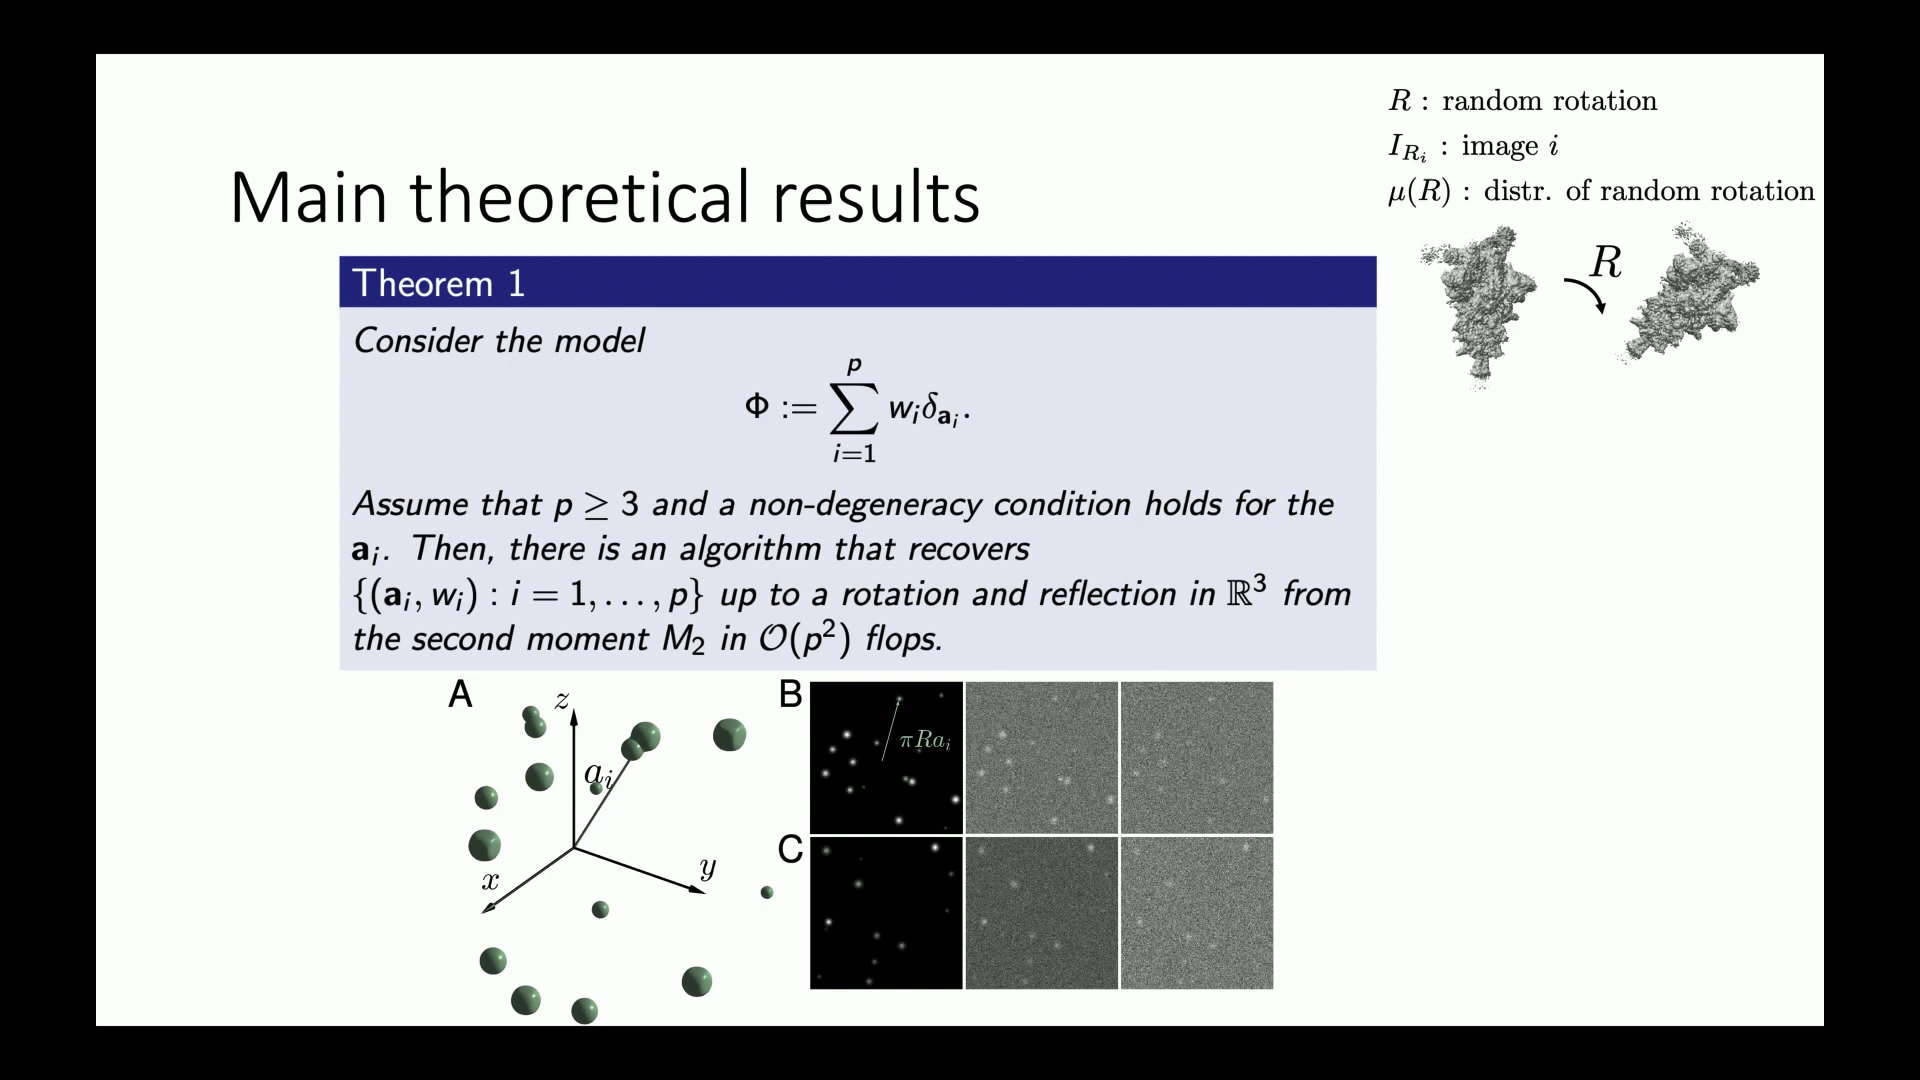 R : random rotation
I_{R_i} : image i
μ(R) : distr. of random rotation
Main theoretical results
R
Theorem 1
Consider the model
Φ := \sum_{i=1}^{p} w_i δ_{a_i}.
Assume that p ≥ 3 and a non-degeneracy condition holds for the
a_i. Then, there is an algorithm that recovers
{(a_i, w_i) : i = 1, . . . , p} up to a rotation and reflection in ℝ³ from
the second moment M₂ in 𝒪(p²) flops.
A
z
a_i
x
y
B
πRa_i
C